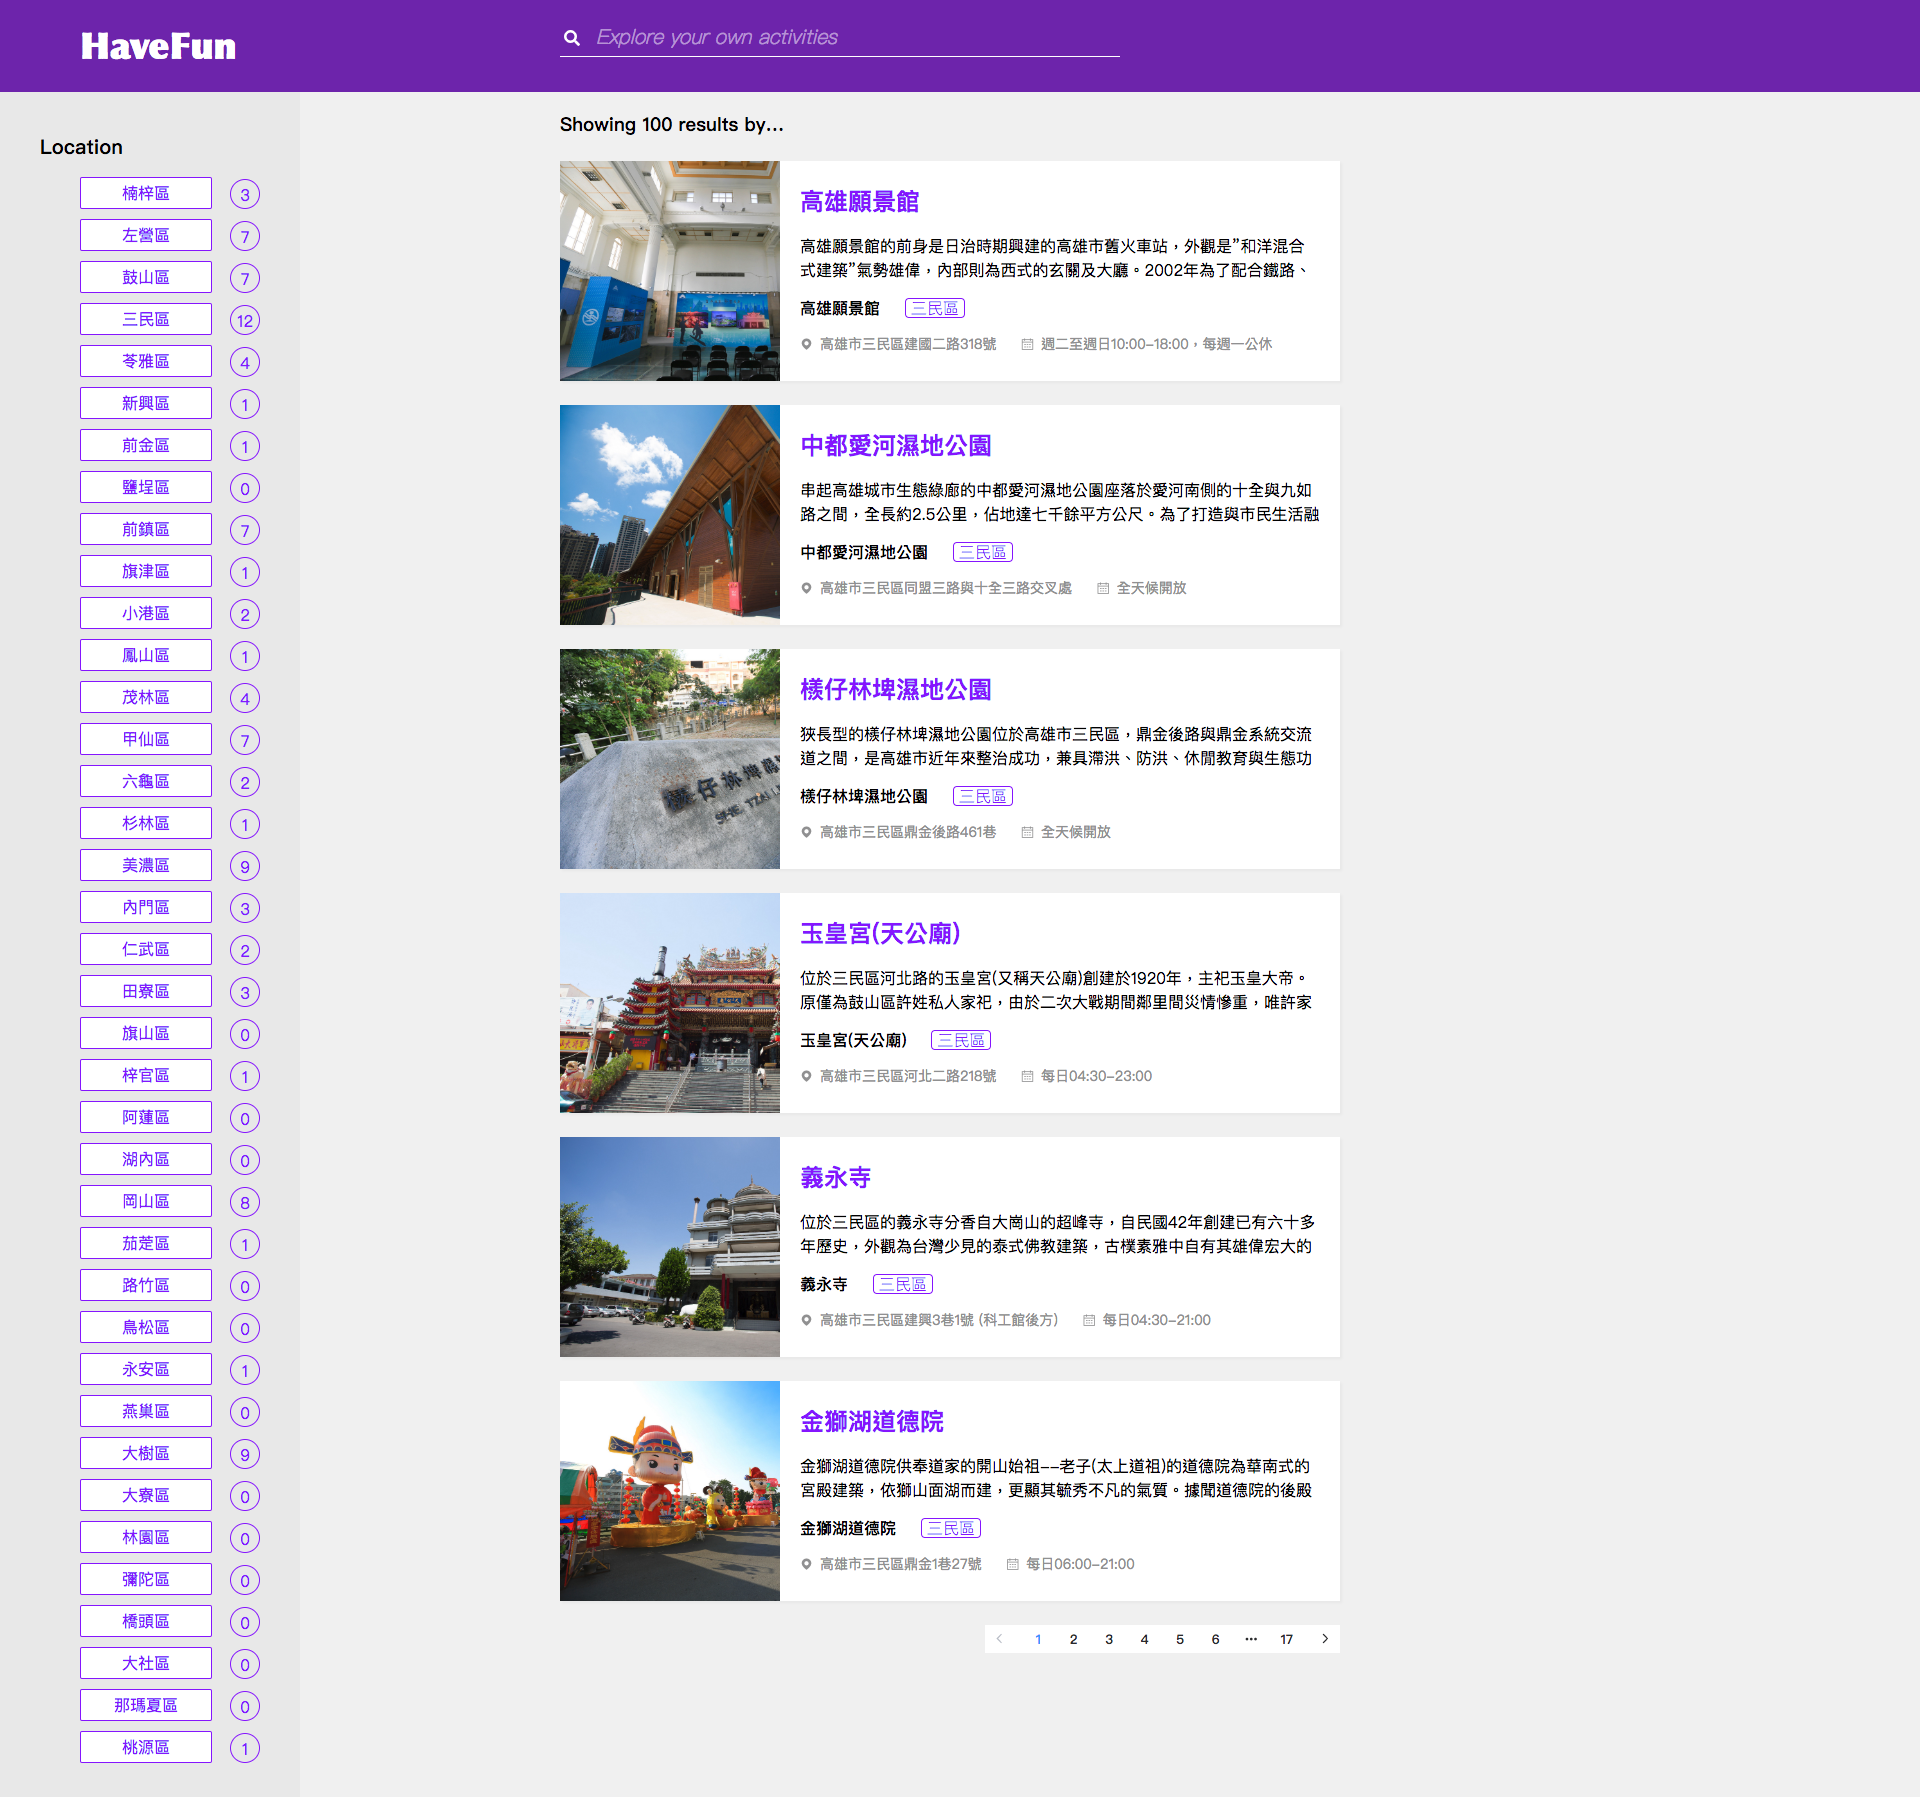 HaveFun
Explore your own activities
Location
楠梓區 3
左營區 7
鼓山區 7
三民區 12
苓雅區 4
新興區 1
前金區 1
鹽埕區 0
前鎮區 7
旗津區 1
小港區 2
鳳山區 1
茂林區 4
甲仙區 7
六龜區 2
杉林區 1
美濃區 9
內門區 3
仁武區 2
田寮區 3
旗山區 0
梓官區 1
阿蓮區 0
湖內區 0
岡山區 8
茄萣區 1
路竹區 0
鳥松區 0
永安區 1
燕巢區 0
大樹區 9
大寮區 0
林園區 0
彌陀區 0
橋頭區 0
大社區 0
那瑪夏區 0
桃源區 1
Showing 100 results by…
高雄願景館
高雄願景館的前身是日治時期興建的高雄市舊火車站，外觀是”和洋混合
式建築”氣勢雄偉，內部則為西式的玄關及大廳。2002年為了配合鐵路、
高雄願景館 三民區
高雄市三民區建國二路318號 週二至週日10:00-18:00，每週一公休
中都愛河濕地公園
串起高雄城市生態綠廊的中都愛河濕地公園座落於愛河南側的十全與九如
路之間，全長約2.5公里，佔地達七千餘平方公尺。為了打造與市民生活融
中都愛河濕地公園 三民區
高雄市三民區同盟三路與十全三路交叉處 全天候開放
檨仔林埤濕地公園
狹長型的檨仔林埤濕地公園位於高雄市三民區，鼎金後路與鼎金系統交流
道之間，是高雄市近年來整治成功，兼具滯洪、防洪、休閒教育與生態功
檨仔林埤濕地公園 三民區
高雄市三民區鼎金後路461巷 全天候開放
檨仔林埤濕
玉皇宮(天公廟)
位於三民區河北路的玉皇宮(又稱天公廟)創建於1920年，主祀玉皇大帝。
原僅為鼓山區許姓私人家祀，由於二次大戰期間鄰里間災情慘重，唯許家
玉皇宮(天公廟) 三民區
高雄市三民區河北二路218號 每日04:30-23:00
義永寺
位於三民區的義永寺分香自大崗山的超峰寺，自民國42年創建已有六十多
年歷史，外觀為台灣少見的泰式佛教建築，古樸素雅中自有其雄偉宏大的
義永寺 三民區
高雄市三民區建興3巷1號 (科工館後方) 每日04:30-21:00
金獅湖道德院
金獅湖道德院供奉道家的開山始祖--老子(太上道祖)的道德院為華南式的
宮殿建築，依獅山面湖而建，更顯其毓秀不凡的氣質。據聞道德院的後殿
金獅湖道德院 三民區
高雄市三民區鼎金1巷27號 每日06:00-21:00
< 1 2 3 4 5 6 ••• 17 >